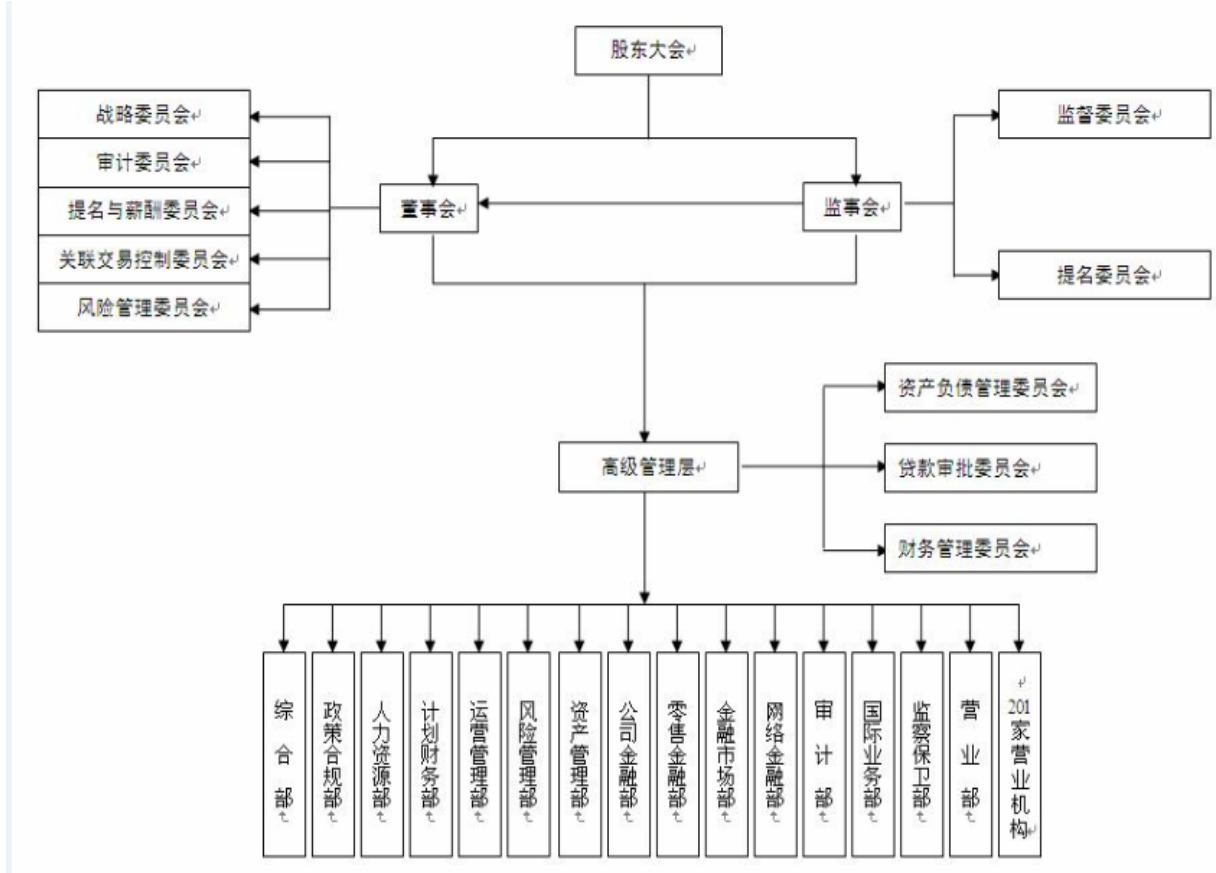 股东大会
战略委员会
监督委员会
审计委员会
提名与薪酬委员会
董事会
监事会
关联交易控制委员会
提名委员会
风险管理委员会
资产负债管理委员会
高级管理层
贷款审批委员会
财务管理委员会
综合部
政策合规部
人力资源部
计划财务部
运营管理部
风险管理部
资产管理部
公司金融部
零售金融部
金融市场部
网络金融部
审计部
国际业务部
监察保卫部
营业部
201家营业机构